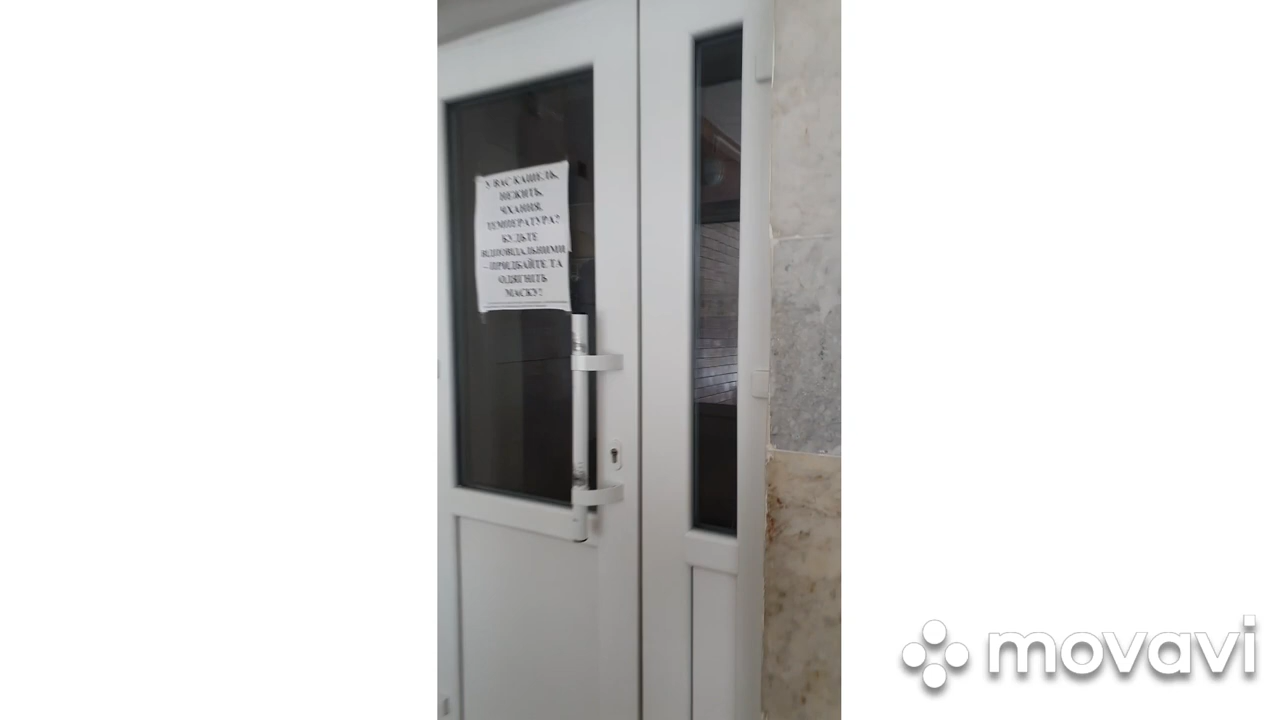 У ВАС КАШЕЛЬ,
НЕЖИТЬ,
ЧХАННЯ,
ТЕМПЕРАТУРА?
БУДЬТЕ
ВІДПОВІДАЛЬНИМИ
– ПРИДБАЙТЕ ТА
ОДЯГНІТЬ
МАСКУ!
movavi